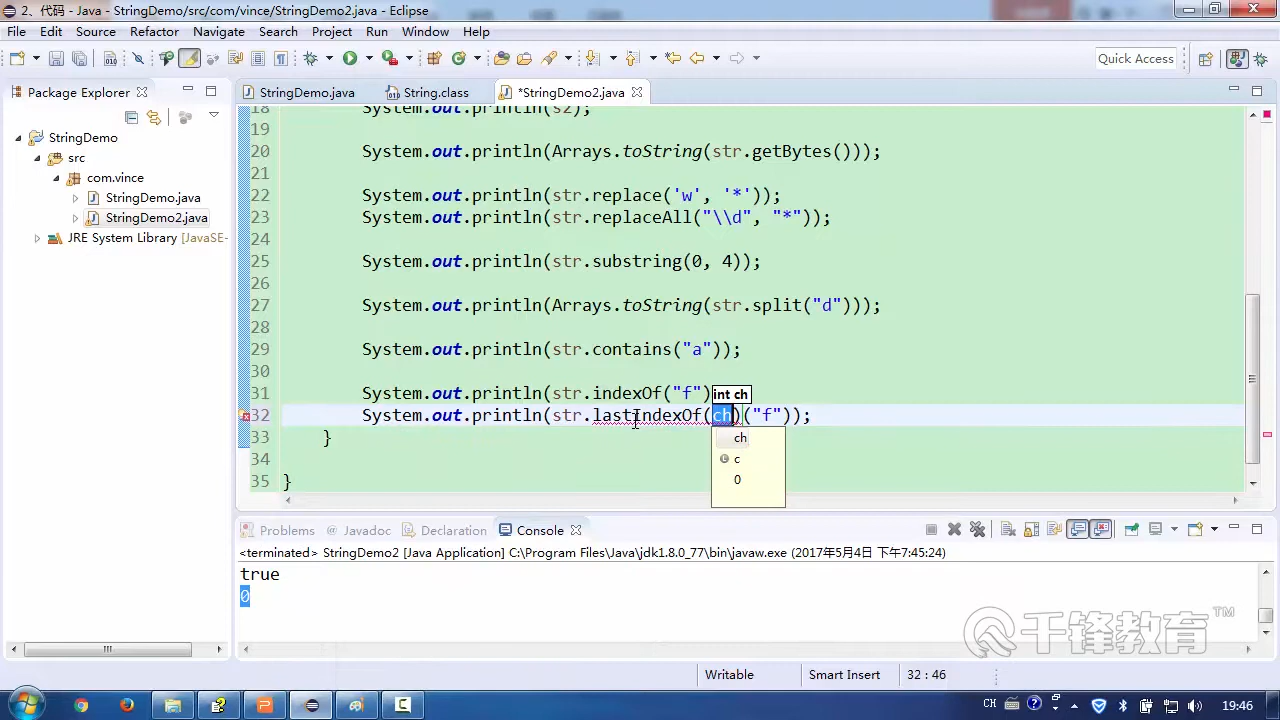 2、代码 - Java - StringDemo/src/com/vince/StringDemo2.java - Eclipse
File Edit Source Refactor Navigate Search Project Run Window Help
Quick Access
Package Explorer
StringDemo
src
com.vince
StringDemo.java
StringDemo2.java
JRE System Library [JavaSE-
StringDemo.java String.class *StringDemo2.java
18 System.out.println(s2);
19
20 System.out.println(Arrays.toString(str.getBytes()));
21
22 System.out.println(str.replace('w', '*'));
23 System.out.println(str.replaceAll("\\d", "*"));
24
25 System.out.println(str.substring(0, 4));
26
27 System.out.println(Arrays.toString(str.split("d")));
28
29 System.out.println(str.contains("a"));
30
31 System.out.println(str.indexOf("f")
int ch
32 System.out.println(str.lastIndexOf(ch)("f"));
33 }
34
35 }
ch
c
0
Problems @ Javadoc Declaration Console
<terminated> StringDemo2 [Java Application] C:\Program Files\Java\jdk1.8.0_77\bin\javaw.exe (2017年5月4日 下午7:45:24)
true
0
千锋教育™
Writable Smart Insert 32 : 46
CH 19:46